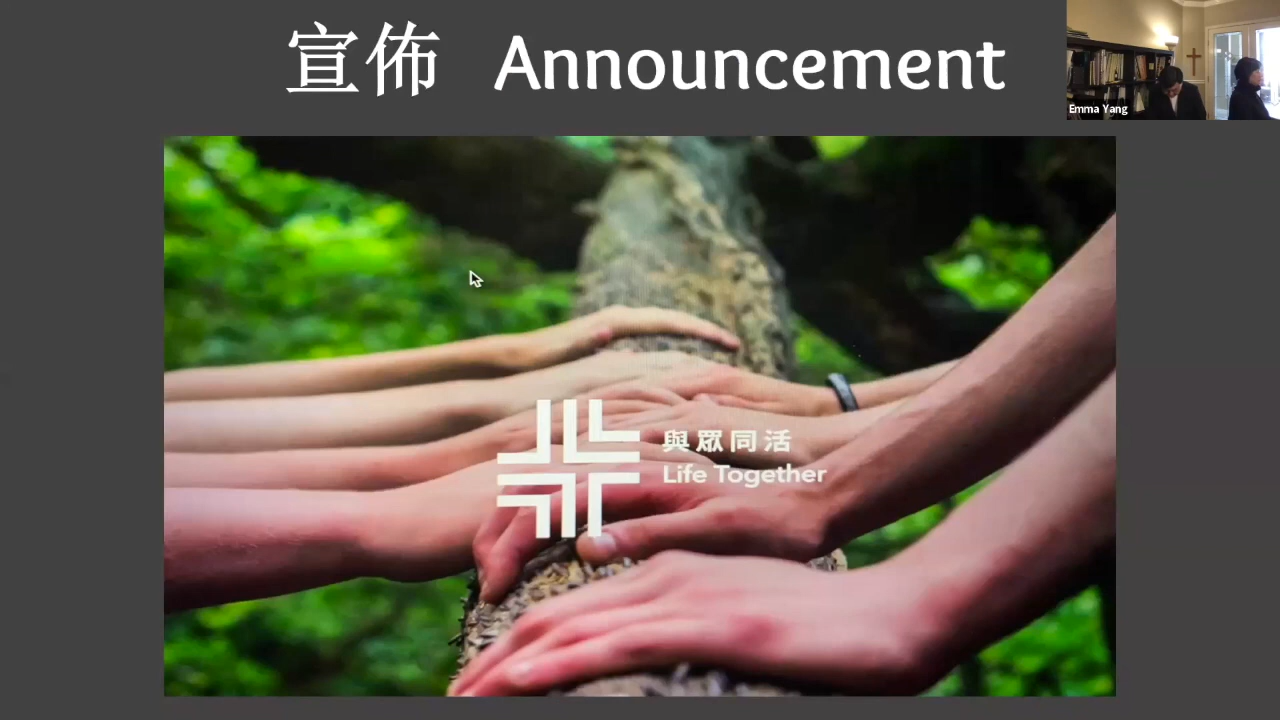 宣佈 Announcement
Emma Yang
與眾同活
Life Together